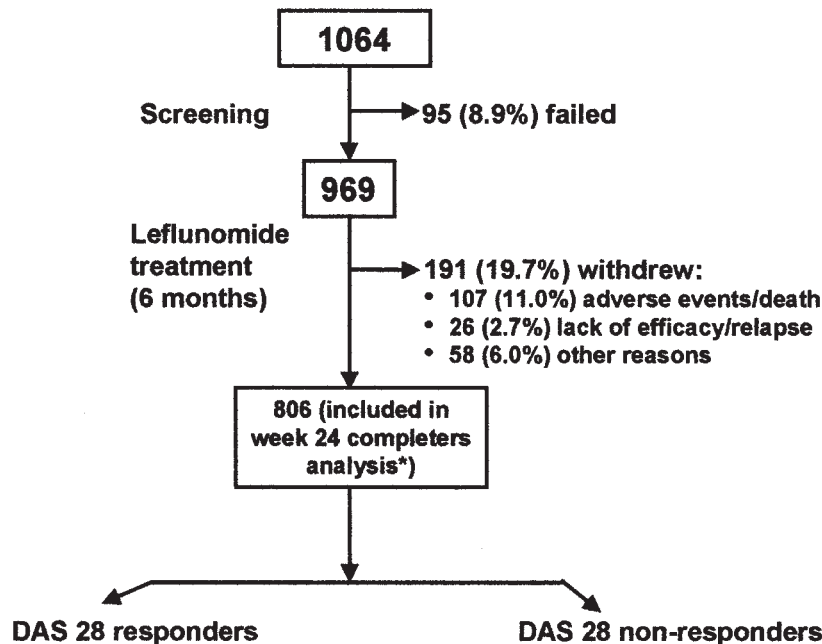 1064
Screening
95 (8.9%) failed
969
Leflunomide
treatment
(6 months)
191 (19.7%) withdrew:
• 107 (11.0%) adverse events/death
• 26 (2.7%) lack of efficacy/relapse
• 58 (6.0%) other reasons
806 (included in
week 24 completers
analysis*)
DAS 28 responders
DAS 28 non-responders